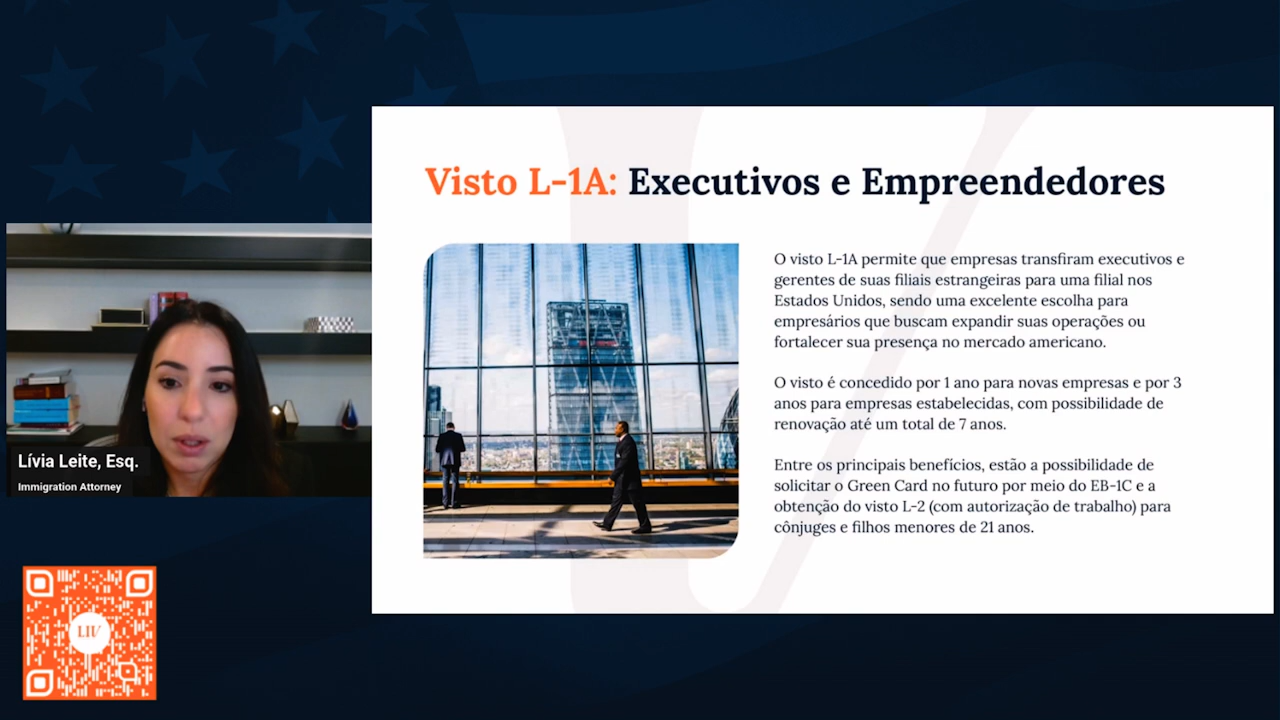 Visto L-1A: Executivos e Empreendedores
O visto L-1A permite que empresas transfiram executivos e
gerentes de suas filiais estrangeiras para uma filial nos
Estados Unidos, sendo uma excelente escolha para
empresários que buscam expandir suas operações ou
fortalecer sua presença no mercado americano.
O visto é concedido por 1 ano para novas empresas e por 3
anos para empresas estabelecidas, com possibilidade de
renovação até um total de 7 anos.
Entre os principais benefícios, estão a possibilidade de
solicitar o Green Card no futuro por meio do EB-1C e a
obtenção do visto L-2 (com autorização de trabalho) para
cônjuges e filhos menores de 21 anos.
Lívia Leite, Esq.
Immigration Attorney
LIV